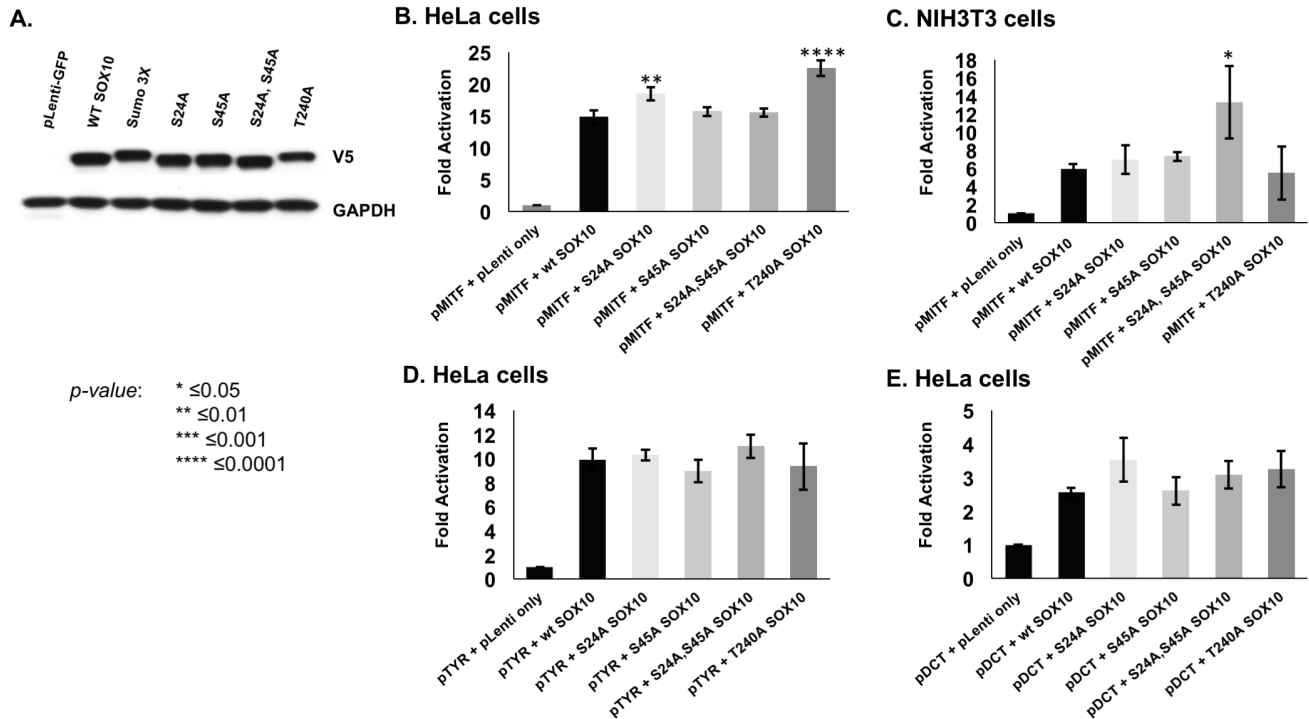 A.
pLenti-GFP
WT SOX10
Sumo 3X
S24A
S45A
S24A, S45A
T240A
V5
GAPDH
p-value: * ≤0.05
** ≤0.01
*** ≤0.001
**** ≤0.0001
B. HeLa cells
Fold Activation
25
20
15
10
5
0
**
****
pMITF + pLenti only
pMITF + wt SOX10
pMITF + S24A SOX10
pMITF + S45A SOX10
pMITF + S24A,S45A SOX10
pMITF + T240A SOX10
C. NIH3T3 cells
Fold Activation
18
16
14
12
10
8
6
4
2
0
*
pMITF + pLenti only
pMITF + wt SOX10
pMITF + S24A SOX10
pMITF + S45A SOX10
pMITF + S24A, S45A SOX10
pMITF + T240A SOX10
D. HeLa cells
Fold Activation
14
12
10
8
6
4
2
0
pTYR + pLenti only
pTYR + wt SOX10
pTYR + S24A SOX10
pTYR + S45A SOX10
pTYR + S24A,S45A SOX10
pTYR + T240A SOX10
E. HeLa cells
Fold Activation
5
4
3
2
1
0
pDCT + pLenti only
pDCT + wt SOX10
pDCT + S24A SOX10
pDCT + S45A SOX10
pDCT + S24A,S45A SOX10
pDCT + T240A SOX10